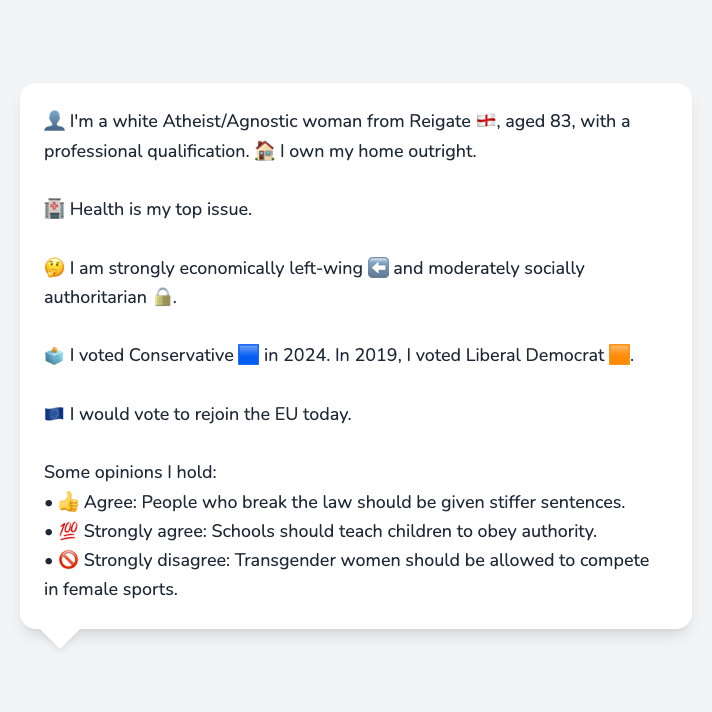 👤 I'm a white Atheist/Agnostic woman from Reigate 🏴󠁧󠁢󠁥󠁮󠁧󠁿, aged 83, with a
professional qualification. 🏠 I own my home outright.
🏥 Health is my top issue.
🤔 I am strongly economically left-wing ⬅️ and moderately socially
authoritarian 🔒.
🗳️ I voted Conservative 🟦 in 2024. In 2019, I voted Liberal Democrat 🟧.
🇪🇺 I would vote to rejoin the EU today.
Some opinions I hold:
• 👍 Agree: People who break the law should be given stiffer sentences.
• 💯 Strongly agree: Schools should teach children to obey authority.
• 🚫 Strongly disagree: Transgender women should be allowed to compete
in female sports.